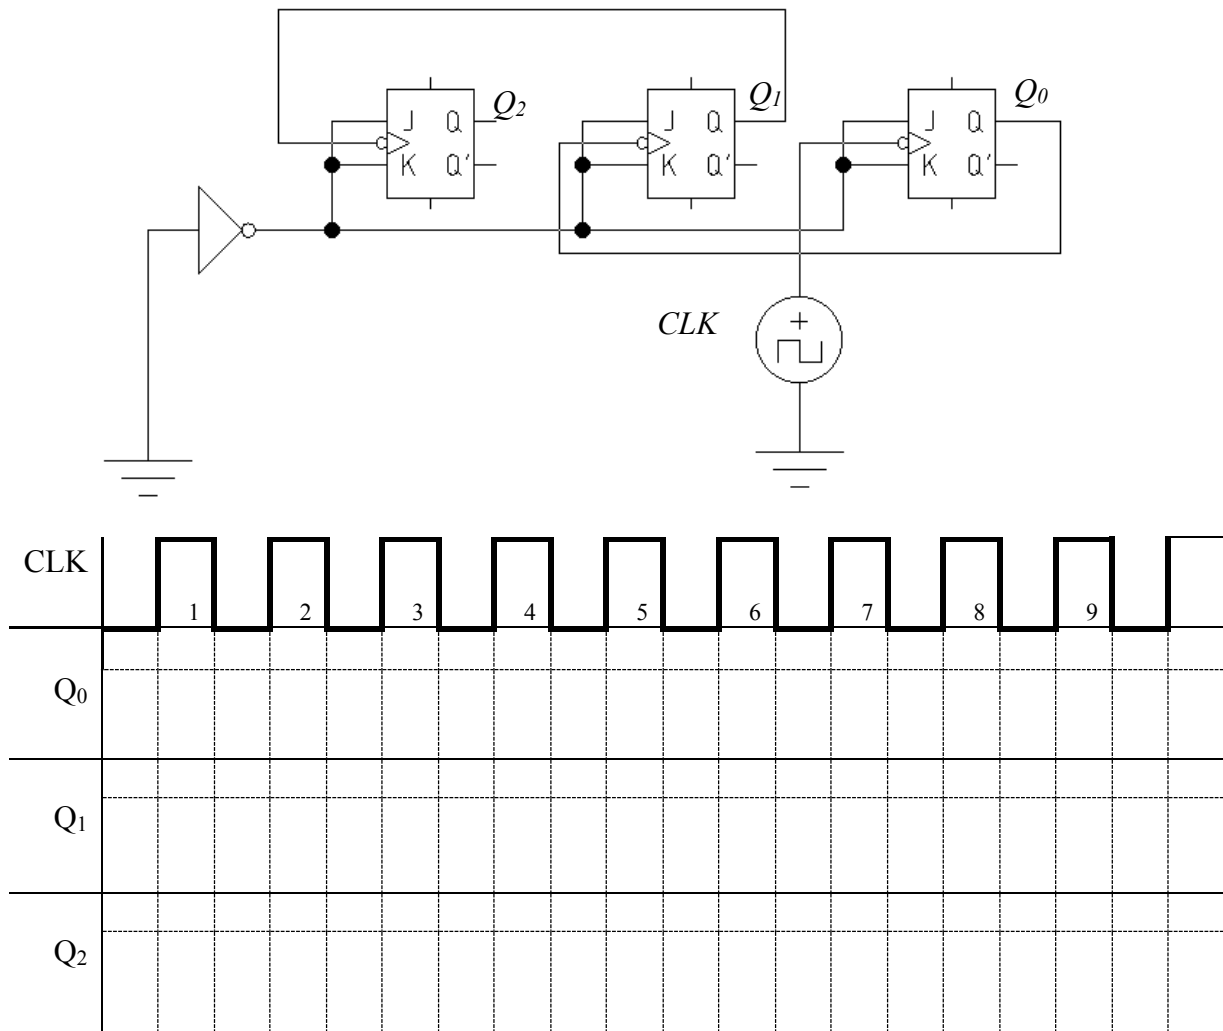 Q₂ Q₁ Q₀
J Q J Q J Q
K Q' K Q' K Q'
CLK
+
CLK 1 2 3 4 5 6 7 8 9
Q₀
Q₁
Q₂